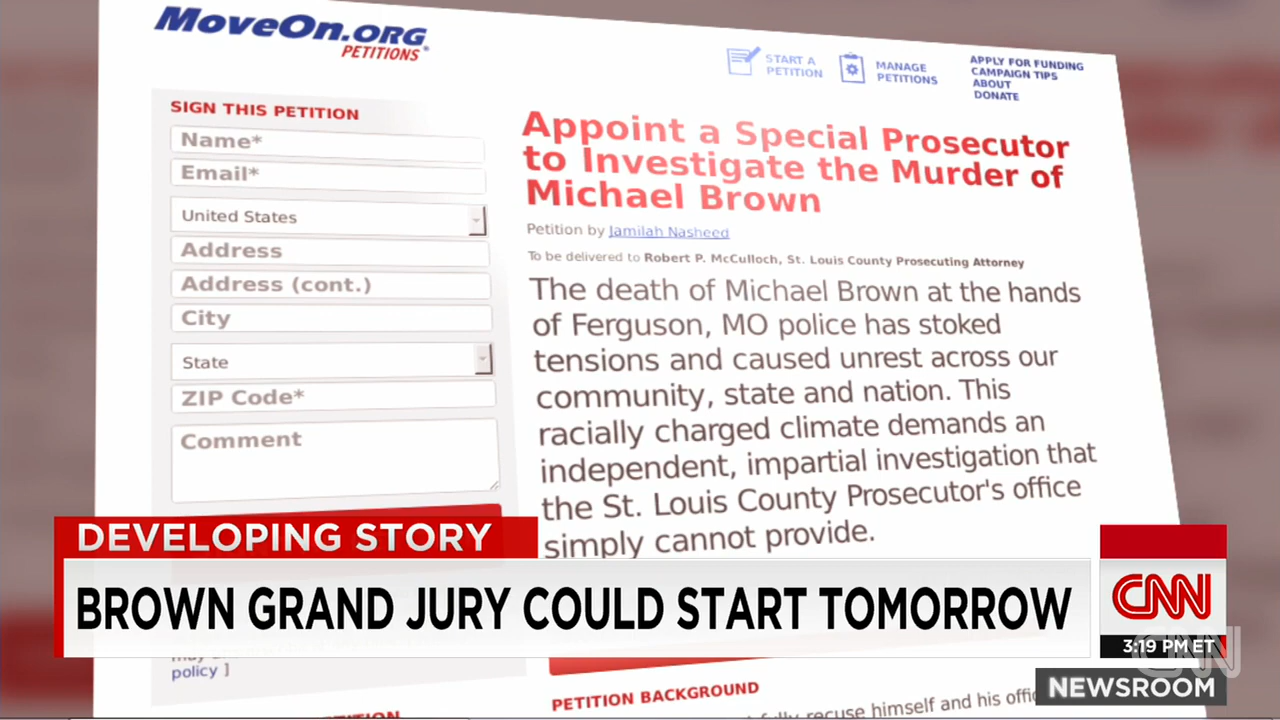 MoveOn.ORG
PETITIONS
START A
PETITION
MANAGE
PETITIONS
APPLY FOR FUNDING
CAMPAIGN TIPS
ABOUT
DONATE
SIGN THIS PETITION
Name*
Email*
United States
Address
Address (cont.)
City
State
ZIP Code*
Comment
Appoint a Special Prosecutor
to Investigate the Murder of
Michael Brown
Petition by Jamilah Nasheed
To be delivered to Robert P. McCulloch, St. Louis County Prosecuting Attorney
The death of Michael Brown at the hands
of Ferguson, MO police has stoked
tensions and caused unrest across our
community, state and nation. This
racially charged climate demands an
independent, impartial investigation that
the St. Louis County Prosecutor's office
simply cannot provide.
DEVELOPING STORY
BROWN GRAND JURY COULD START TOMORROW
CNN
3:19 PM ET
CNN
NEWSROOM
policy ]
PETITION BACKGROUND
recuse himself and his
PETITION